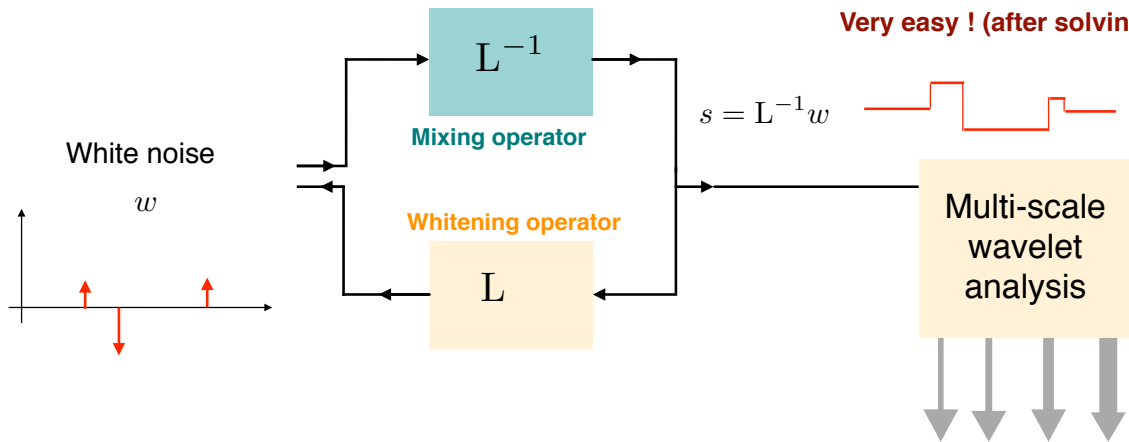 Very easy ! (after solvin
L⁻¹
Mixing operator
s = L⁻¹w
White noise
w
Whitening operator
L
Multi-scale
wavelet
analysis